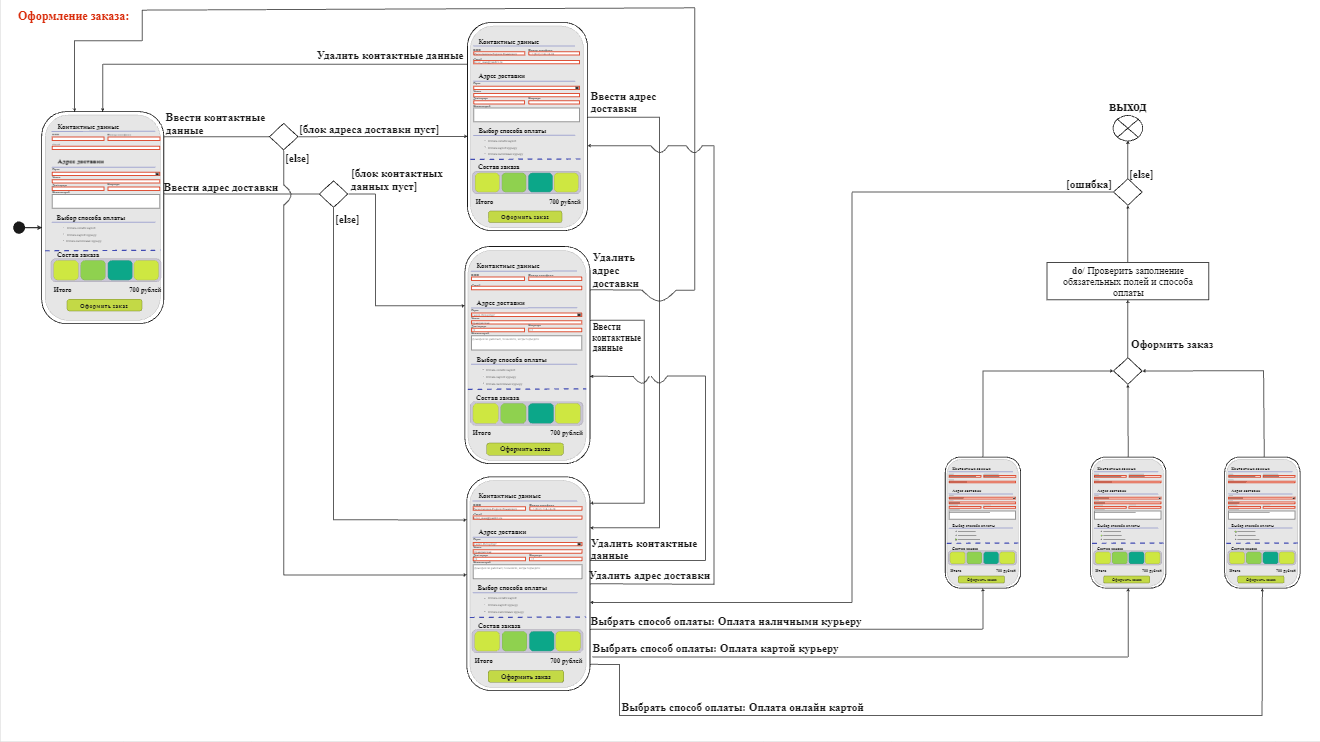 Оформление заказа:
Удалить контактные данные
Ввести контактные
данные
[блок адреса доставки пуст]
[else]
Ввести адрес доставки
[блок контактных
данных пуст]
[else]
Контактные данные
Адрес доставки
Выбор способа оплаты
Состав заказа
Итого 700 рублей
Оформить заказ
Контактные данные
Адрес доставки
Выбор способа оплаты
Состав заказа
Итого 700 рублей
Оформить заказ
Ввести адрес
доставки
Контактные данные
Адрес доставки
Выбор способа оплаты
Состав заказа
Итого 700 рублей
Оформить заказ
Удалить
адрес
доставки
Ввести
контактные
данные
Контактные данные
Адрес доставки
Выбор способа оплаты
Состав заказа
Итого 700 рублей
Оформить заказ
Удалить контактные
данные
Удалить адрес доставки
Выбрать способ оплаты: Оплата наличными курьеру
Выбрать способ оплаты: Оплата картой курьеру
Выбрать способ оплаты: Оплата онлайн картой
ВЫХОД
[else]
[ошибка]
do/ Проверить заполнение
обязательных полей и способа
оплаты
Оформить заказ
Контактные данные
Адрес доставки
Выбор способа оплаты
Состав заказа
Итого 700 рублей
Оформить заказ
Контактные данные
Адрес доставки
Выбор способа оплаты
Состав заказа
Итого 700 рублей
Оформить заказ
Контактные данные
Адрес доставки
Выбор способа оплаты
Состав заказа
Итого 700 рублей
Оформить заказ